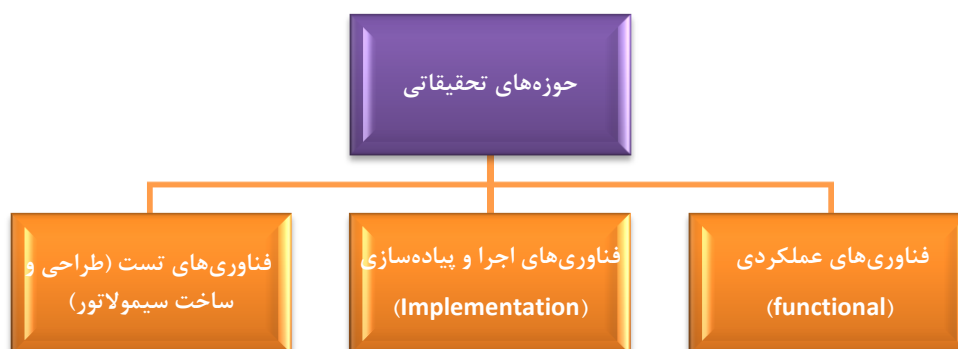 حوزه‌های تحقیقاتی
فناوری‌های عملکردی
(functional)
فناوری‌های اجرا و پیاده‌سازی
(Implementation)
فناوری‌های تست (طراحی و
ساخت سیمولاتور)